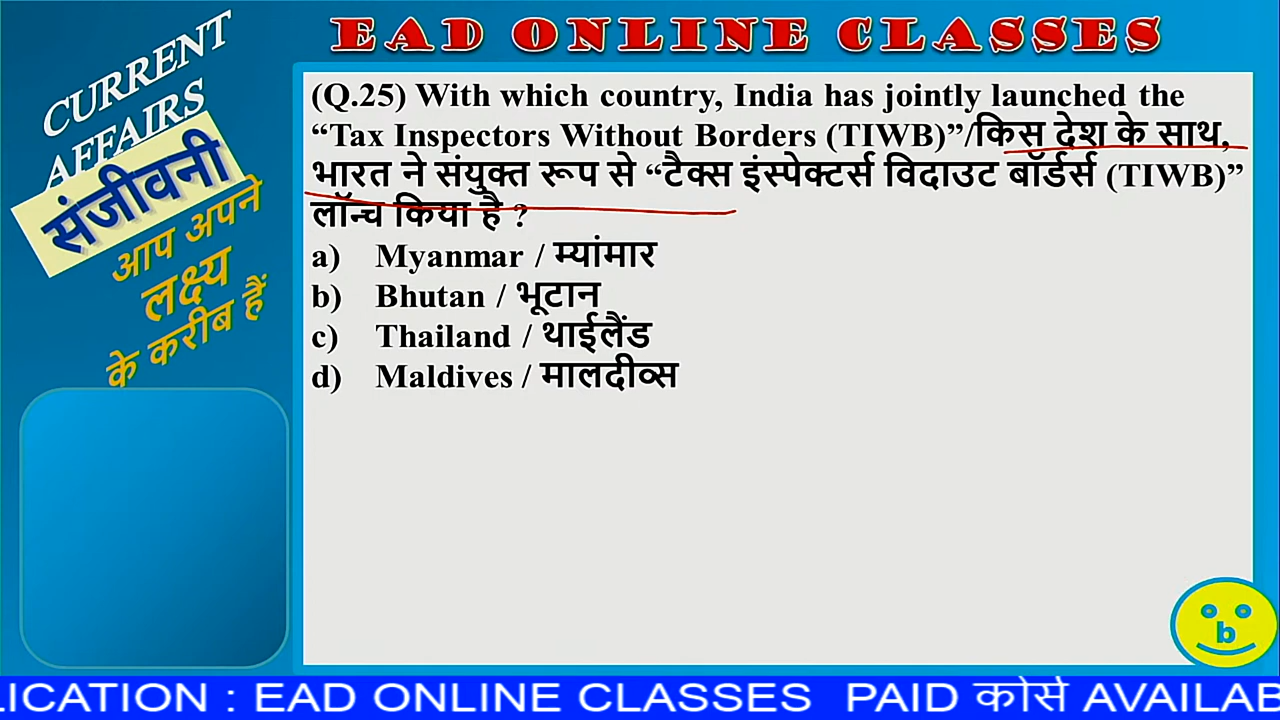 EAD ONLINE CLASSES
CURRENT
AFFAIRS
संजीवनी
आप अपने
लक्ष्य
के करीब हैं
(Q.25) With which country, India has jointly launched the
“Tax Inspectors Without Borders (TIWB)”/किस देश के साथ,
भारत ने संयुक्त रूप से “टैक्स इंस्पेक्टर्स विदाउट बॉर्डर्स (TIWB)”
लॉन्च किया है ?
a) Myanmar / म्यांमार
b) Bhutan / भूटान
c) Thailand / थाईलैंड
d) Maldives / मालदीव्स
b
LICATION : EAD ONLINE CLASSES PAID कोर्स AVAILAB